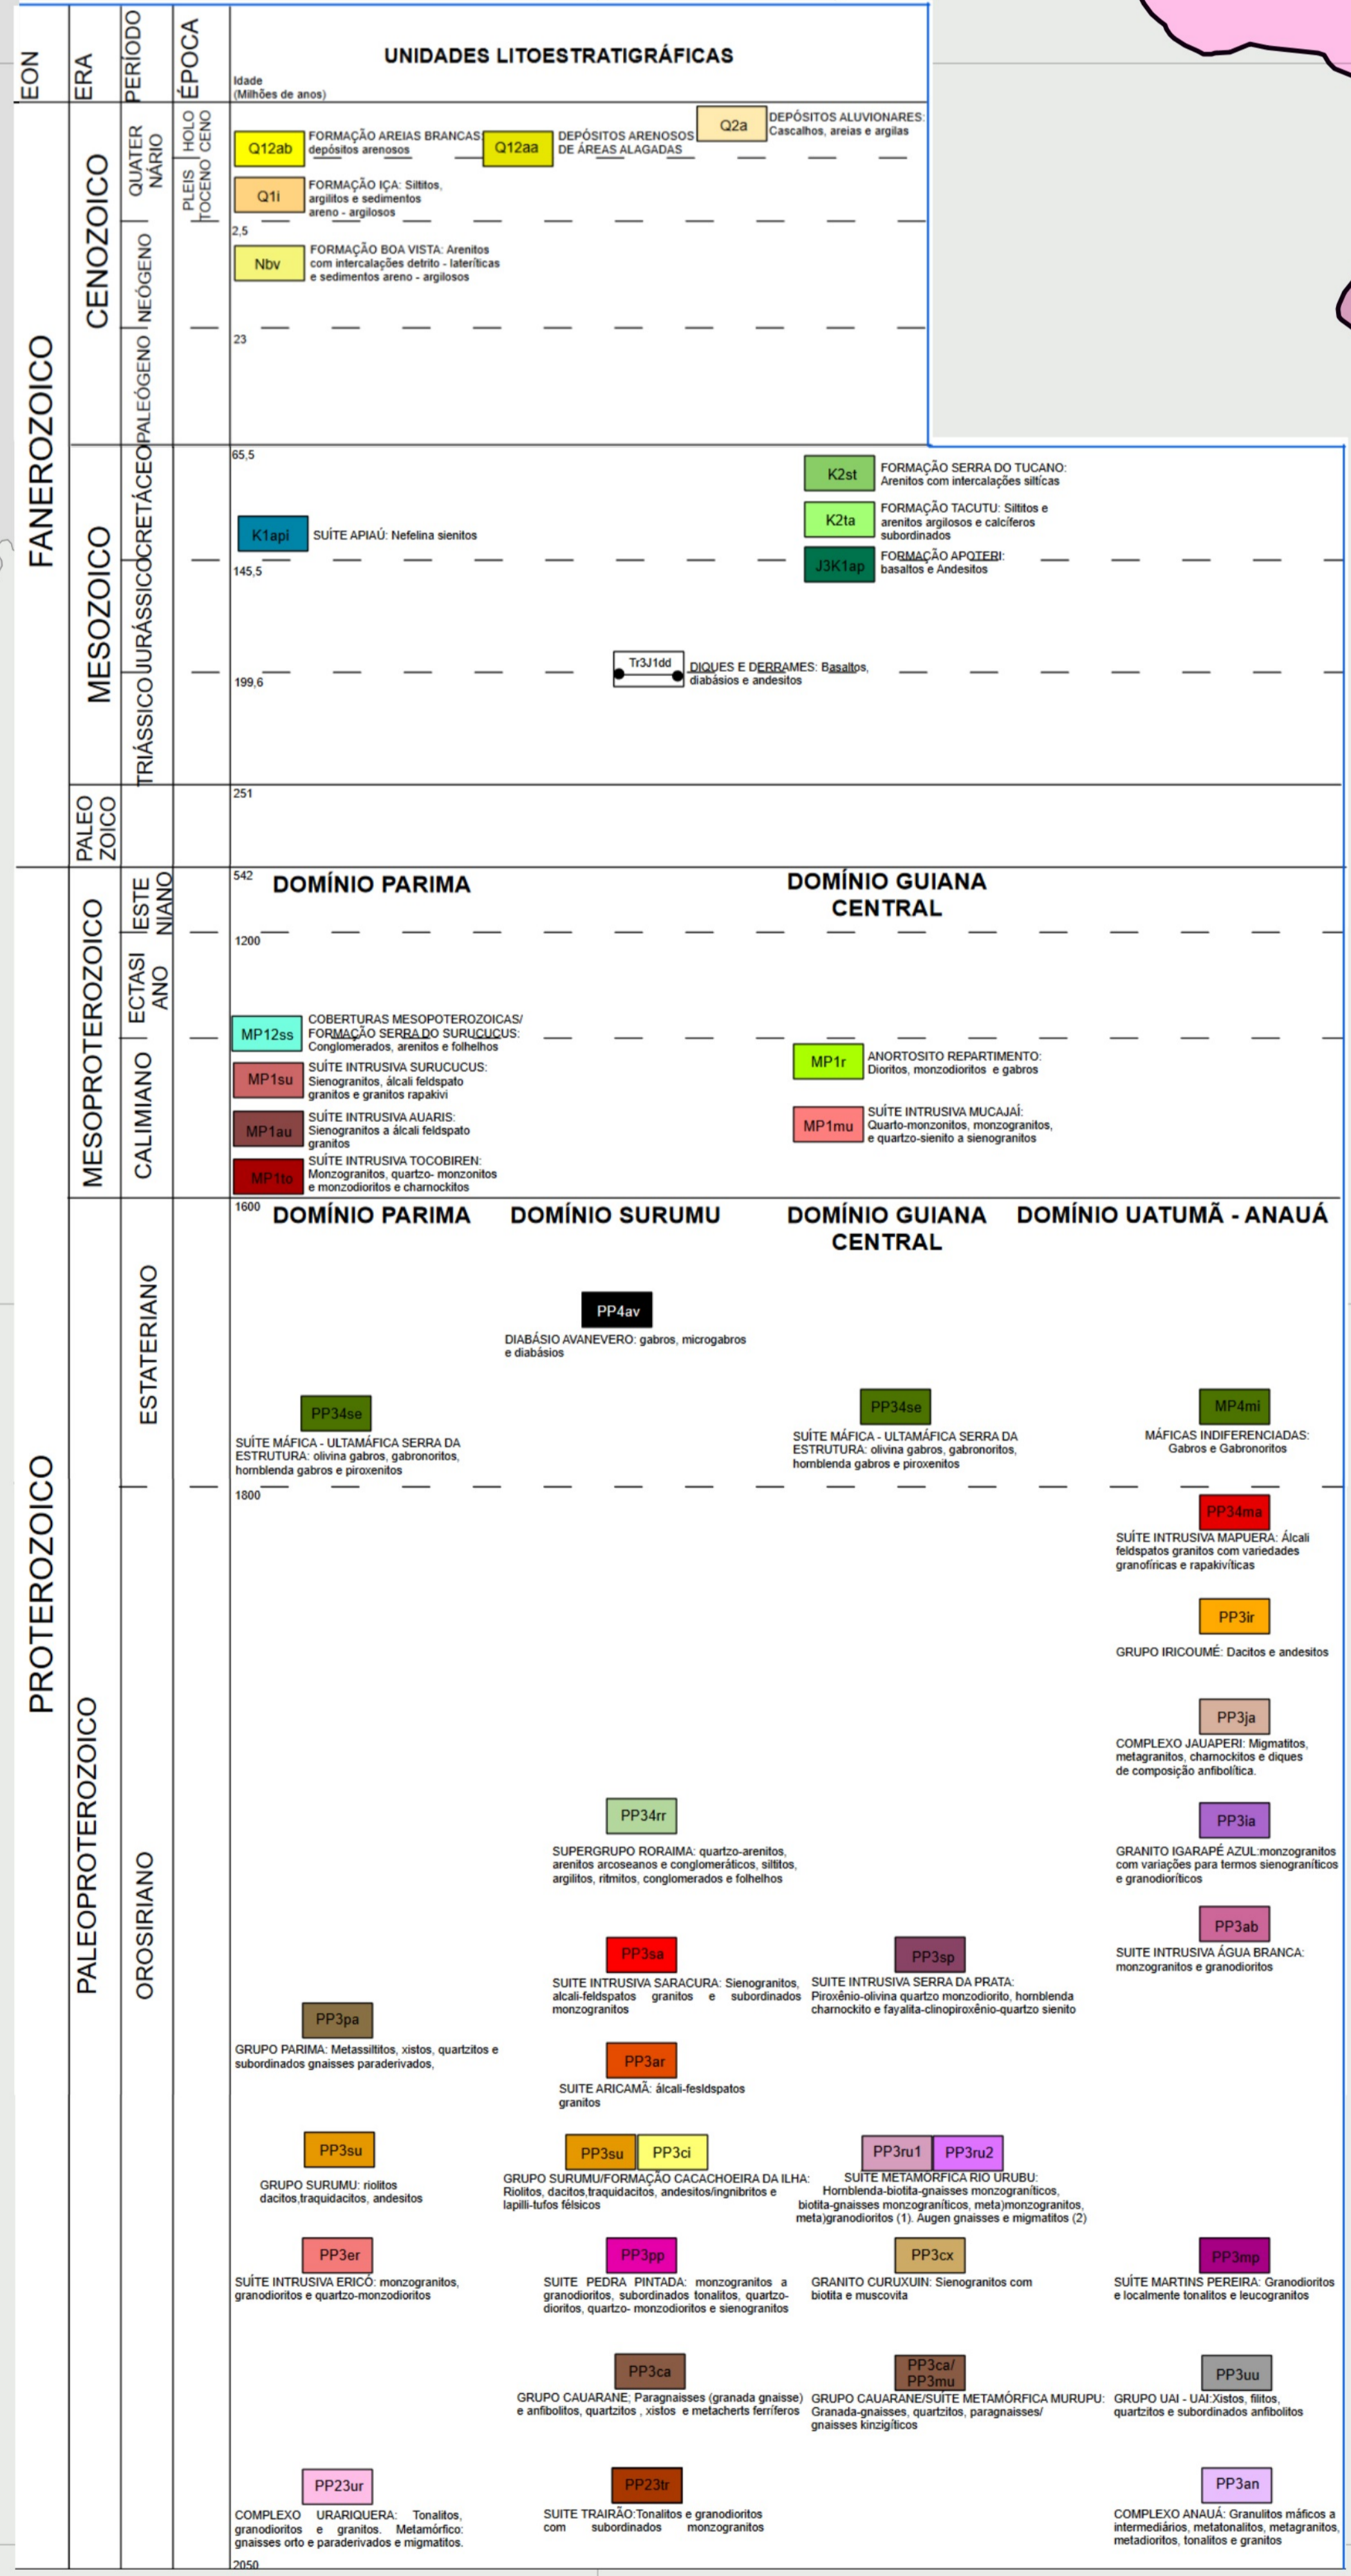 EON
ERA
PERÍODO
ÉPOCA
UNIDADES LITOESTRATIGRÁFICAS
Idade
(Milhões de anos)
FANEROZOICO
CENOZOICO
QUATER
NÁRIO
HOLO
CENO
PLEIS
TOCENO
Q12ab
FORMAÇÃO AREIAS BRANCAS:
depósitos arenosos
Q12aa
DEPÓSITOS ARENOSOS
DE ÁREAS ALAGADAS
Q2a
DEPÓSITOS ALUVIONARES:
Cascalhos, areias e argilas
Q1i
FORMAÇÃO IÇA: Siltitos,
argilitos e sedimentos
areno - argilosos
2,5
NEÓGENO
Nbv
FORMAÇÃO BOA VISTA: Arenitos
com intercalações detrito - lateríticas
e sedimentos areno - argilosos
23
PALEÓGENO
65,5
MESOZOICO
CRETÁCEO
K1api
SUÍTE APIAÚ: Nefelina sienitos
K2st
FORMAÇÃO SERRA DO TUCANO:
Arenitos com intercalações siltícas
K2ta
FORMAÇÃO TACUTU: Siltitos e
arenitos argilosos e calcíferos
subordinados
J3K1ap
FORMAÇÃO APOTERI:
basaltos e Andesitos
145,5
JURÁSSICO
Tr3J1dd
DIQUES E DERRAMES: Basaltos,
diabásios e andesitos
199,6
TRIÁSSICO
251
PALEO
ZOICO
542
PROTEROZOICO
MESOPROTEROZOICO
ESTE
NIANO
DOMÍNIO PARIMA
DOMÍNIO GUIANA
CENTRAL
1200
ECTASI
ANO
MP12ss
COBERTURAS MESOPOTEROZOICAS/
FORMAÇÃO SERRA DO SURUCUCUS:
Conglomerados, arenitos e folhelhos
CALIMIANO
MP1su
SUÍTE INTRUSIVA SURUCUCUS:
Sienogranitos, álcali feldspato
granitos e granitos rapakivi
MP1r
ANORTOSITO REPARTIMENTO:
Dioritos, monzodioritos e gabros
MP1au
SUÍTE INTRUSIVA AUARIS:
Sienogranitos a álcali feldspato
granitos
MP1mu
SUÍTE INTRUSIVA MUCAJAÍ:
Quarto-monzonitos, monzogranitos,
e quartzo-sienito a sienogranitos
MP1to
SUÍTE INTRUSIVA TOCOBIREN:
Monzogranitos, quartzo- monzonitos
e monzodioritos e charnockitos
1600
PALEOPROTEROZOICO
ESTATERIANO
DOMÍNIO PARIMA
DOMÍNIO SURUMU
DOMÍNIO GUIANA
CENTRAL
DOMÍNIO UATUMÃ - ANAUÁ
PP4av
DIABÁSIO AVANEVERO: gabros, microgabros
e diabásios
PP34se
SUÍTE MÁFICA - ULTAMÁFICA SERRA DA
ESTRUTURA: olivina gabros, gabronoritos,
hornblenda gabros e piroxenitos
PP34se
SUÍTE MÁFICA - ULTAMÁFICA SERRA DA
ESTRUTURA: olivina gabros, gabronoritos,
hornblenda gabros e piroxenitos
MP4mi
MÁFICAS INDIFERENCIADAS:
Gabros e Gabronoritos
1800
OROSIRIANO
PP34ma
SUÍTE INTRUSIVA MAPUERA: Álcali
feldspatos granitos com variedades
granofíricas e rapakivíticas
PP3ir
GRUPO IRICOUMÉ: Dacitos e andesitos
PP3ja
COMPLEXO JAUAPERI: Migmatitos,
metagranitos, charnockitos e diques
de composição anfibolítica.
PP34rr
SUPERGRUPO RORAIMA: quartzo-arenitos,
arenitos arcoseanos e conglomeráticos, siltitos,
argilitos, ritmitos, conglomerados e folhelhos
PP3ia
GRANITO IGARAPÉ AZUL:monzogranitos
com variações para termos sienograníticos
e granodioríticos
PP3ab
SUITE INTRUSIVA ÁGUA BRANCA:
monzogranitos e granodioritos
PP3sa
SUITE INTRUSIVA SARACURA: Sienogranitos,
alcali-feldspatos granitos e subordinados
monzogranitos
PP3sp
SUITE INTRUSIVA SERRA DA PRATA:
Piroxênio-olivina quartzo monzodiorito, hornblenda
charnockito e fayalita-clinopiroxênio-quartzo sienito
PP3pa
GRUPO PARIMA: Metassiltitos, xistos, quartzitos e
subordinados gnaisses paraderivados,
PP3ar
SUITE ARICAMÃ: álcali-fesldspatos
granitos
PP3su
GRUPO SURUMU: riolitos
dacitos,traquidacitos, andesitos
PP3su
PP3ci
GRUPO SURUMU/FORMAÇÃO CACACHOEIRA DA ILHA:
Riolitos, dacitos,traquidacitos, andesitos/ingnibritos e
lapilli-tufos félsicos
PP3ru1
PP3ru2
SUITE METAMÓRFICA RIO URUBU:
Hornblenda-biotita-gnaisses monzograníticos,
biotita-gnaisses monzograníticos, meta)monzogranitos,
meta)granodioritos (1). Augen gnaisses e migmatitos (2)
PP3er
SUÍTE INTRUSIVA ERICÓ: monzogranitos,
granodioritos e quartzo-monzodioritos
PP3pp
SUITE PEDRA PINTADA: monzogranitos a
granodioritos, subordinados tonalitos, quartzo-
dioritos, quartzo- monzodioritos e sienogranitos
PP3cx
GRANITO CURUXUIN: Sienogranitos com
biotita e muscovita
PP3mp
SUÍTE MARTINS PEREIRA: Granodioritos
e localmente tonalitos e leucogranitos
PP3ca
GRUPO CAUARANE; Paragnaisses (granada gnaisse)
e anfibolitos, quartzitos , xistos e metacherts ferríferos
PP3ca/
PP3mu
GRUPO CAUARANE/SUÍTE METAMÓRFICA MURUPU:
Granada-gnaisses, quartzitos, paragnaisses/
gnaisses kinzigíticos
PP3uu
GRUPO UAI - UAI:Xistos, filitos,
quartzitos e subordinados anfibolitos
PP23ur
COMPLEXO URARIQUERA: Tonalitos,
granodioritos e granitos. Metamórfico:
gnaisses orto e paraderivados e migmatitos.
PP23tr
SUITE TRAIRÃO:Tonalitos e granodioritos
com subordinados monzogranitos
PP3an
COMPLEXO ANAUÁ: Granulitos máficos a
intermediários, metatonalitos, metagranitos,
metadioritos, tonalitos e granitos
2050